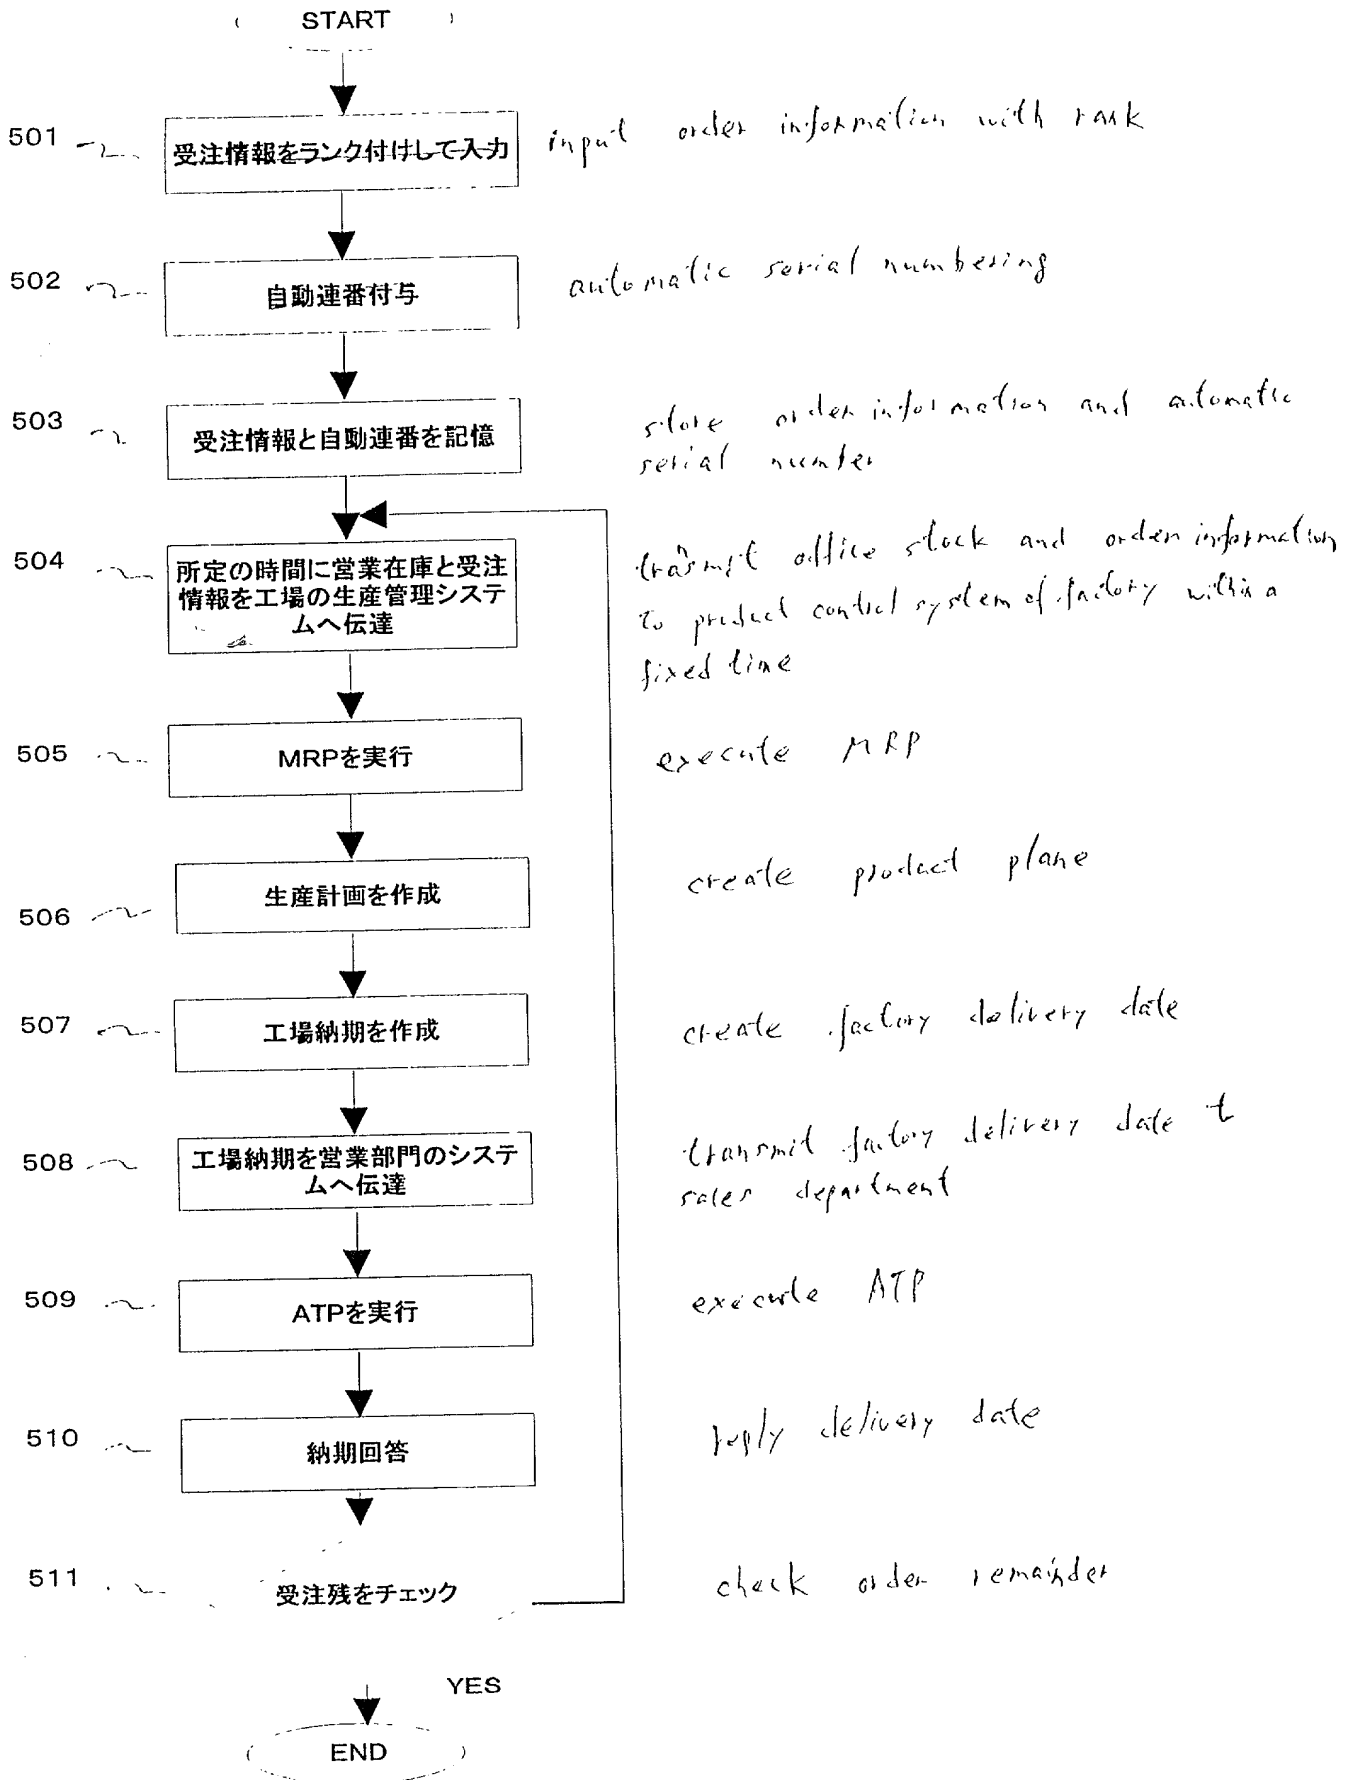 START
501
受注情報をランク付けして入力
input order information with rank
502
自動連番付与
automatic serial numbering
503
受注情報と自動連番を記憶
store order information and automatic
serial number
504
所定の時間に営業在庫と受注
情報を工場の生産管理システ
ムへ伝達
transmit office stock and order information
to product control system of factory within a
fixed time
505
MRPを実行
execute MRP
506
生産計画を作成
create product plane
507
工場納期を作成
create factory delivery date
508
工場納期を営業部門のシステ
ムへ伝達
transmit factory delivery date t
sales department
509
ATPを実行
execute ATP
510
納期回答
reply delivery date
511
受注残をチェック
check order remainder
YES
END